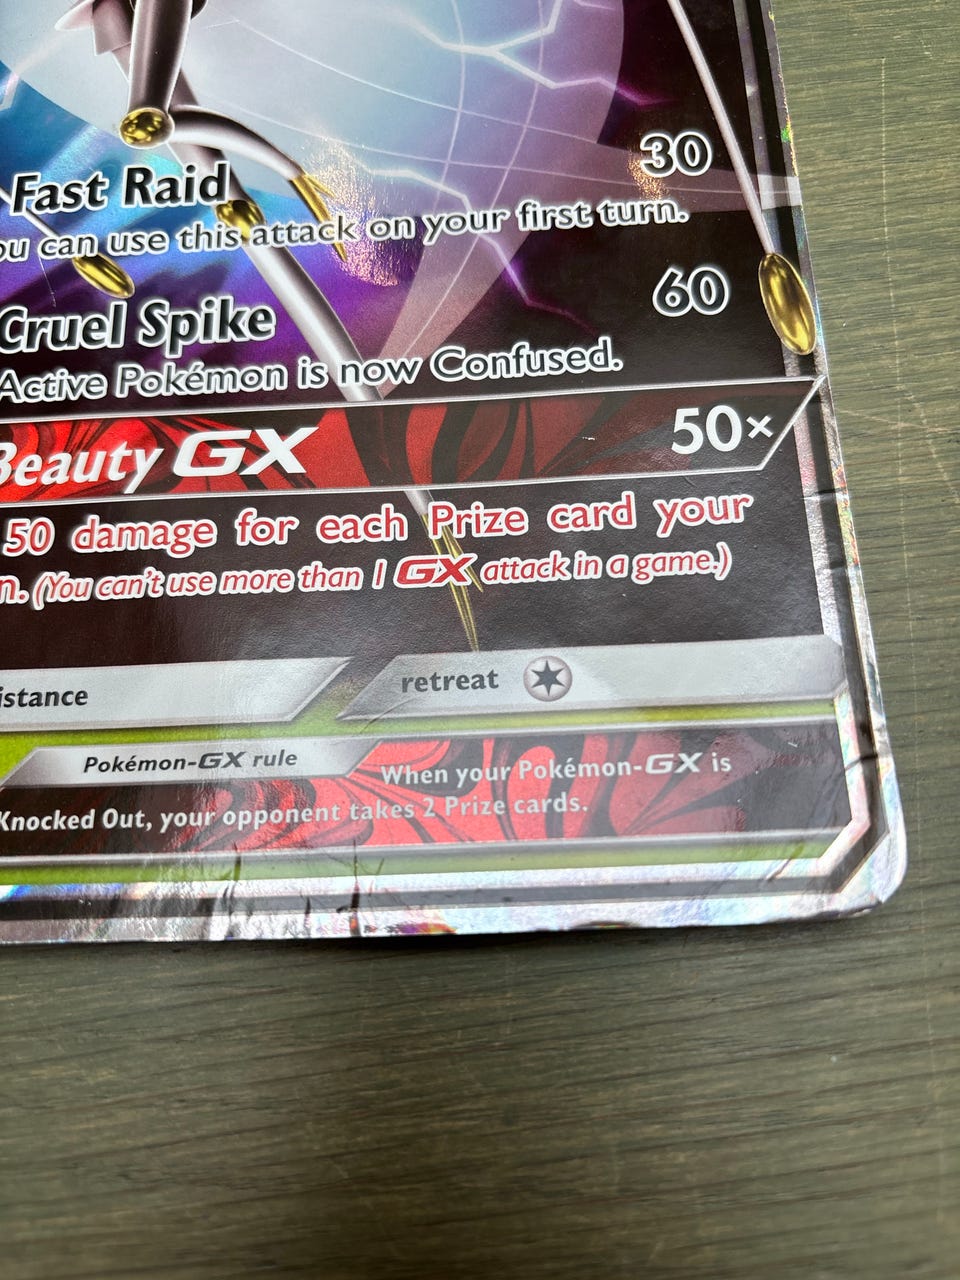 Fast Raid 30
ou can use this attack on your first turn.
Cruel Spike 60
Active Pokémon is now Confused.
Beauty GX 50×
50 damage for each Prize card your
n. (You can't use more than 1 GX attack in a game.)
istance retreat
Pokémon-GX rule When your Pokémon-GX is
Knocked Out, your opponent takes 2 Prize cards.